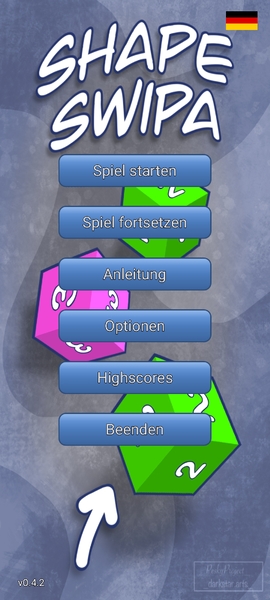 SHAPE
SWIPA
Spiel starten
Spiel fortsetzen
Anleitung
Optionen
Highscores
Beenden
v0.4.2